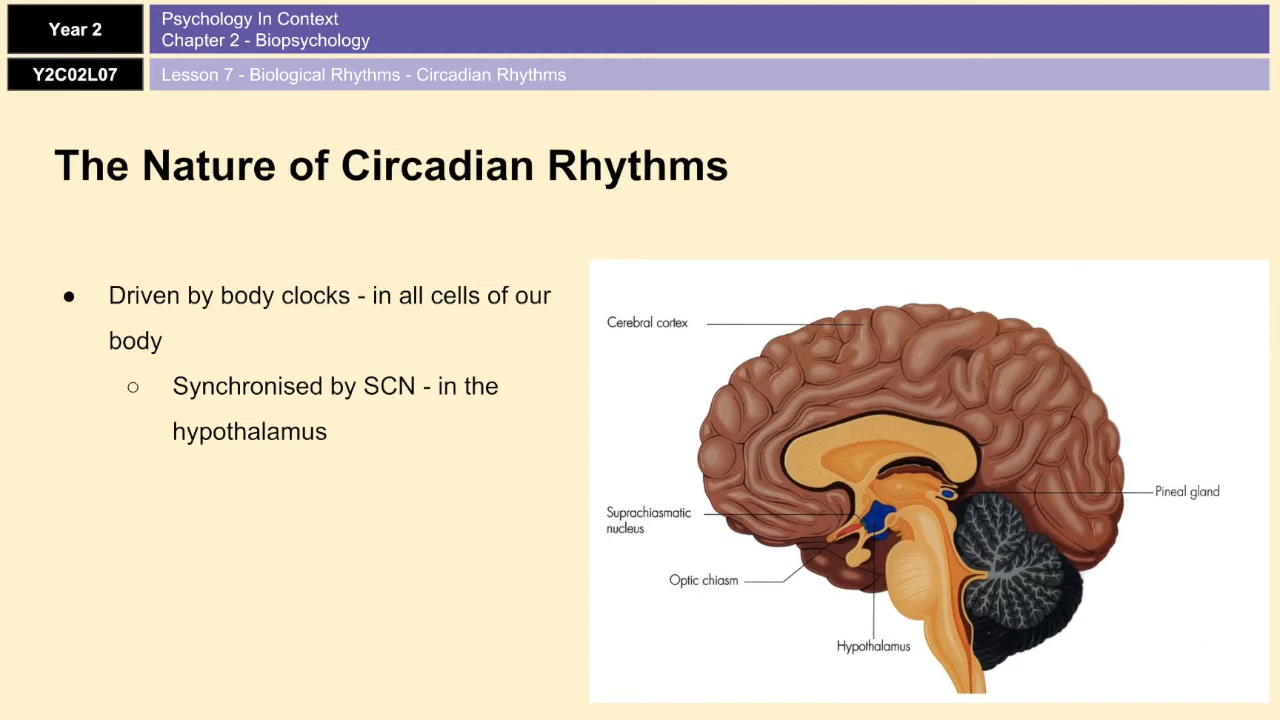 Year 2
Psychology In Context
Chapter 2 - Biopsychology
Y2C02L07
Lesson 7 - Biological Rhythms - Circadian Rhythms
The Nature of Circadian Rhythms
● Driven by body clocks - in all cells of our
body
○ Synchronised by SCN - in the
hypothalamus
Cerebral cortex
Pineal gland
Suprachiasmatic
nucleus
Optic chiasm
Hypothalamus